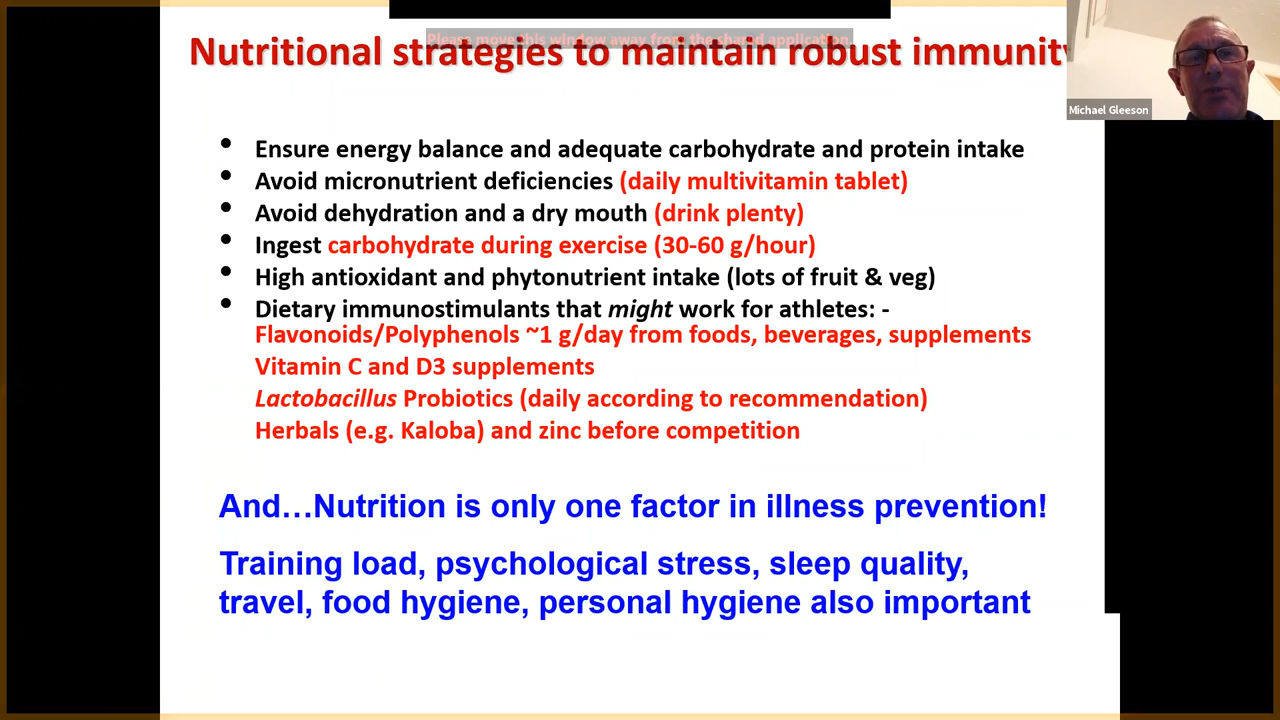 Please move this window away from the shared application.
Nutritional strategies to maintain robust immunity
Michael Gleeson
• Ensure energy balance and adequate carbohydrate and protein intake
• Avoid micronutrient deficiencies (daily multivitamin tablet)
• Avoid dehydration and a dry mouth (drink plenty)
• Ingest carbohydrate during exercise (30-60 g/hour)
• High antioxidant and phytonutrient intake (lots of fruit & veg)
• Dietary immunostimulants that might work for athletes: -
Flavonoids/Polyphenols ~1 g/day from foods, beverages, supplements
Vitamin C and D3 supplements
Lactobacillus Probiotics (daily according to recommendation)
Herbals (e.g. Kaloba) and zinc before competition
And…Nutrition is only one factor in illness prevention!
Training load, psychological stress, sleep quality,
travel, food hygiene, personal hygiene also important